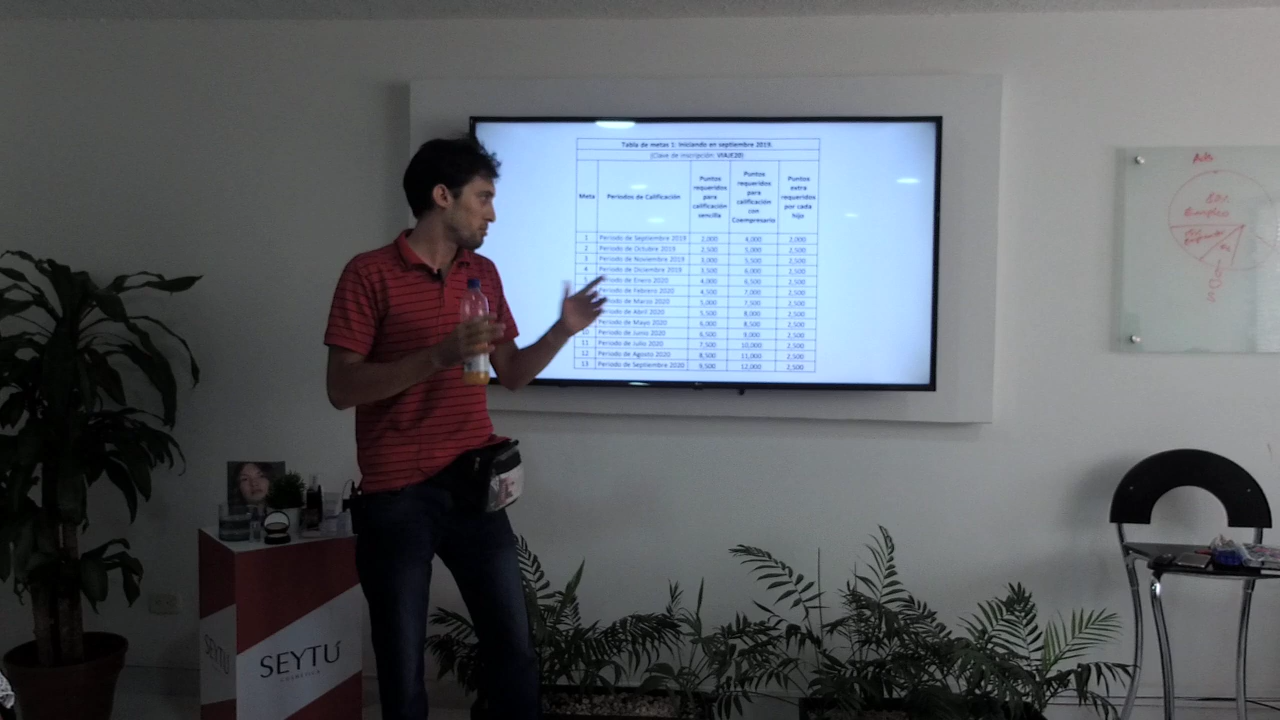 Tabla de metas 1: Iniciando en septiembre 2019.
(Clave de inscripción: VIAJE20)
Meta Periodos de Calificación Puntos requeridos para calificación sencilla Puntos requeridos para calificación con Coempresario Puntos extra requeridos por cada hijo
1 Periodo de Septiembre 2019 2,000 4,000 2,000
2 Periodo de Octubre 2019 2,500 5,000 2,500
3 Periodo de Noviembre 2019 3,000 5,500 2,500
4 Periodo de Diciembre 2019 3,500 6,000 2,500
Periodo de Enero 2020 4,000 6,500 2,500
Periodo de Febrero 2020 4,500 7,000 2,500
Periodo de Marzo 2020 5,000 7,500 2,500
Periodo de Abril 2020 5,500 8,000 2,500
Periodo de Mayo 2020 6,000 8,500 2,500
10 Periodo de Junio 2020 6,500 9,000 2,500
11 Periodo de Julio 2020 7,500 10,000 2,500
12 Periodo de Agosto 2020 8,500 11,000 2,500
13 Periodo de Septiembre 2020 9,500 12,000 2,500
SEYTÚ
COSMÉTICA
SEYTÚ